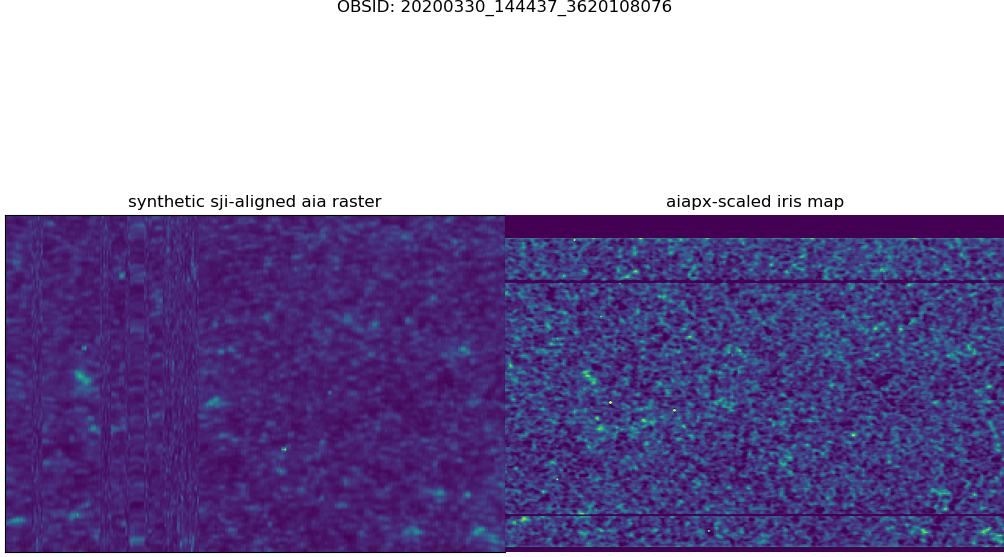 OBSID: 20200330_144437_3620108076
synthetic sji-aligned aia raster
aiapx-scaled iris map